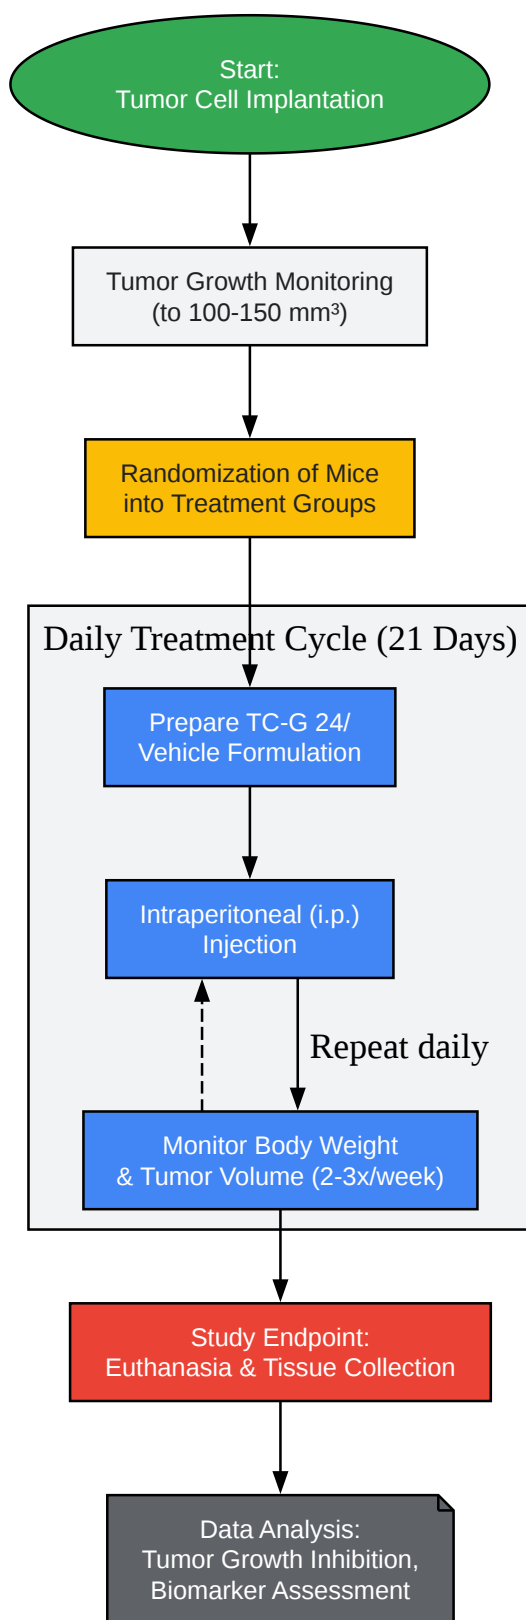 Start:
Tumor Cell Implantation
Tumor Growth Monitoring
(to 100-150 mm³)
Randomization of Mice
into Treatment Groups
Daily Treatment Cycle (21 Days)
Prepare TC-G 24/
Vehicle Formulation
Intraperitoneal (i.p.)
Injection
Repeat daily
Monitor Body Weight
& Tumor Volume (2-3x/week)
Study Endpoint:
Euthanasia & Tissue Collection
Data Analysis:
Tumor Growth Inhibition,
Biomarker Assessment